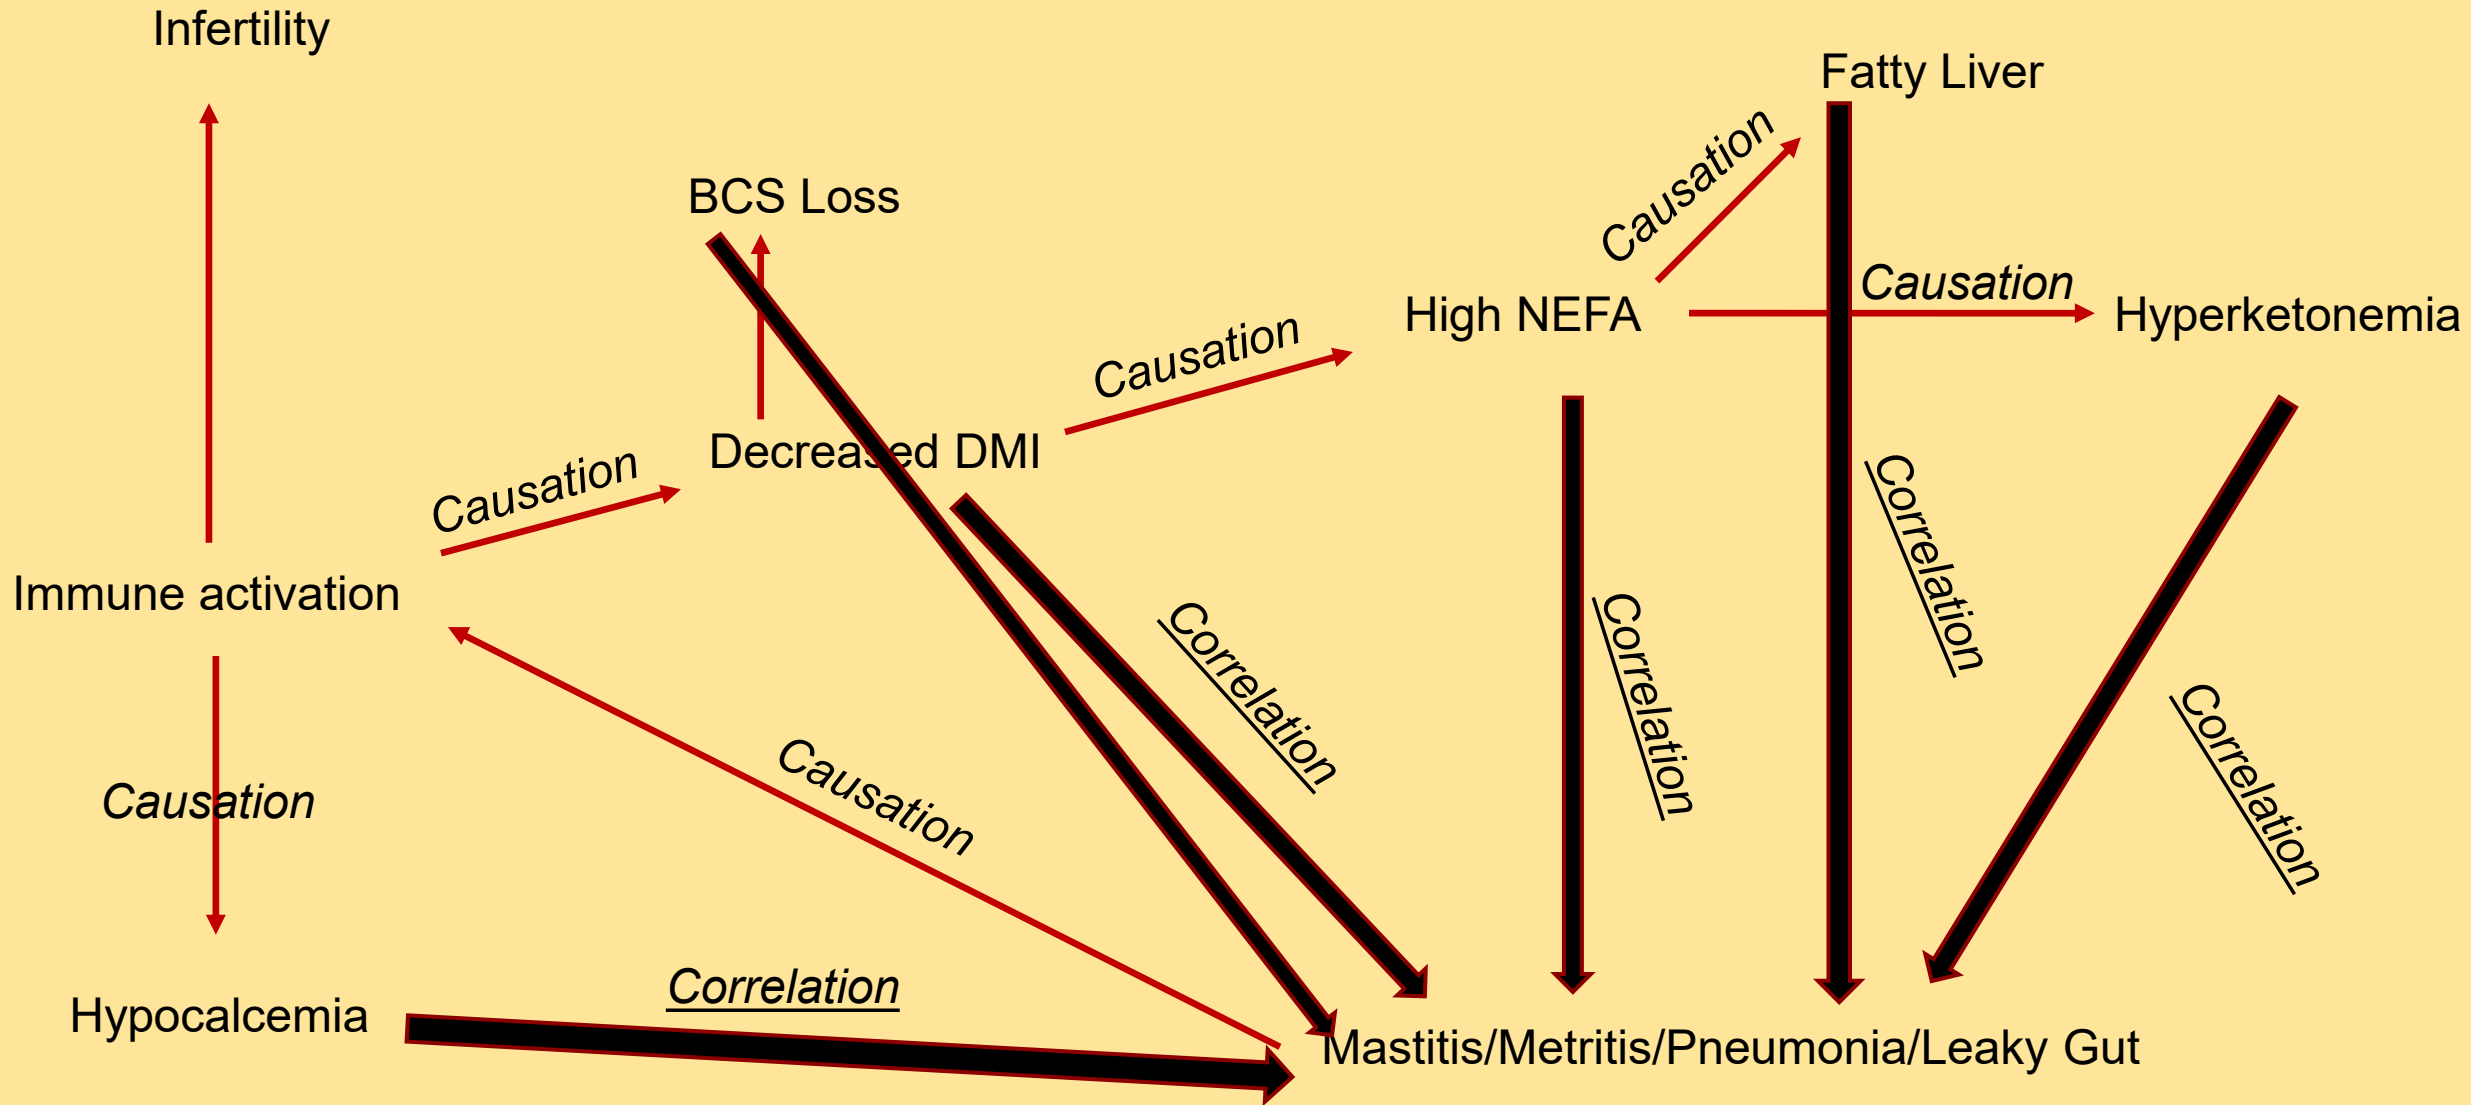 Infertility
Fatty Liver
Causation
BCS Loss
Causation
High NEFA
Hyperketonemia
Causation
Decreased DMI
Causation
Correlation
Immune activation
Correlation
Correlation
Correlation
Causation
Causation
Correlation
Hypocalcemia
Mastitis/Metritis/Pneumonia/Leaky Gut